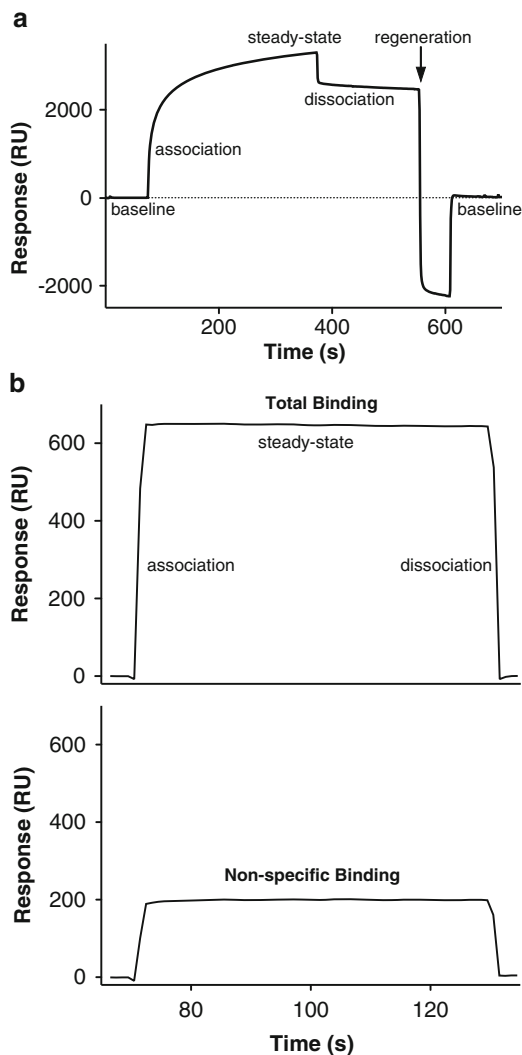 a
steady-state
regeneration
2000
association
dissociation
0
baseline
baseline
-2000
Response (RU)
200
400
600
Time (s)
b
Total Binding
600
steady-state
400
association
dissociation
200
0
Response (RU)
600
400
Non-specific Binding
200
0
Response (RU)
80
100
120
Time (s)